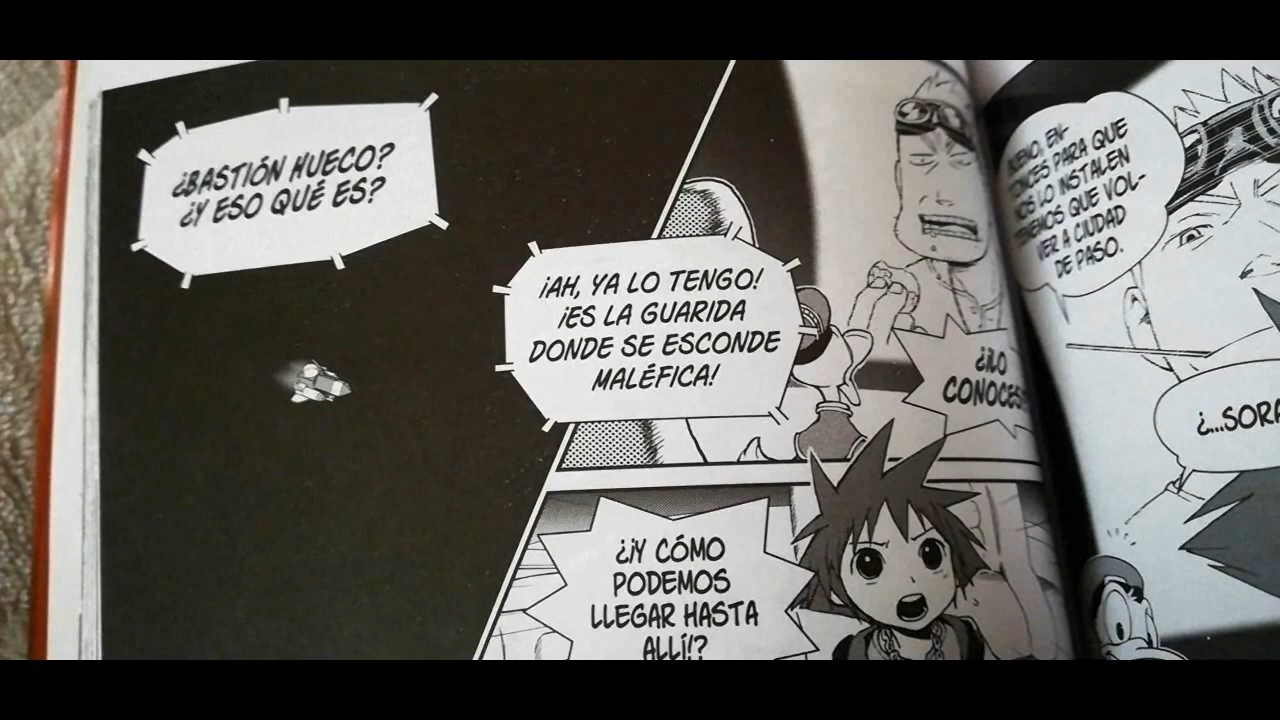 ¿BASTIÓN HUECO?
¿Y ESO QUÉ ES?
¡AH, YA LO TENGO!
¡ES LA GUARIDA
DONDE SE ESCONDE
MALÉFICA!
¿¡LO
CONOCES
¿¡Y CÓMO
PODEMOS
LLEGAR HASTA
ALLÍ!?
BUENO, EN-
TONCES PARA QUE
NOS LO INSTALEN
TENEMOS QUE VOL-
VER A CIUDAD
DE PASO.
¿...SORA